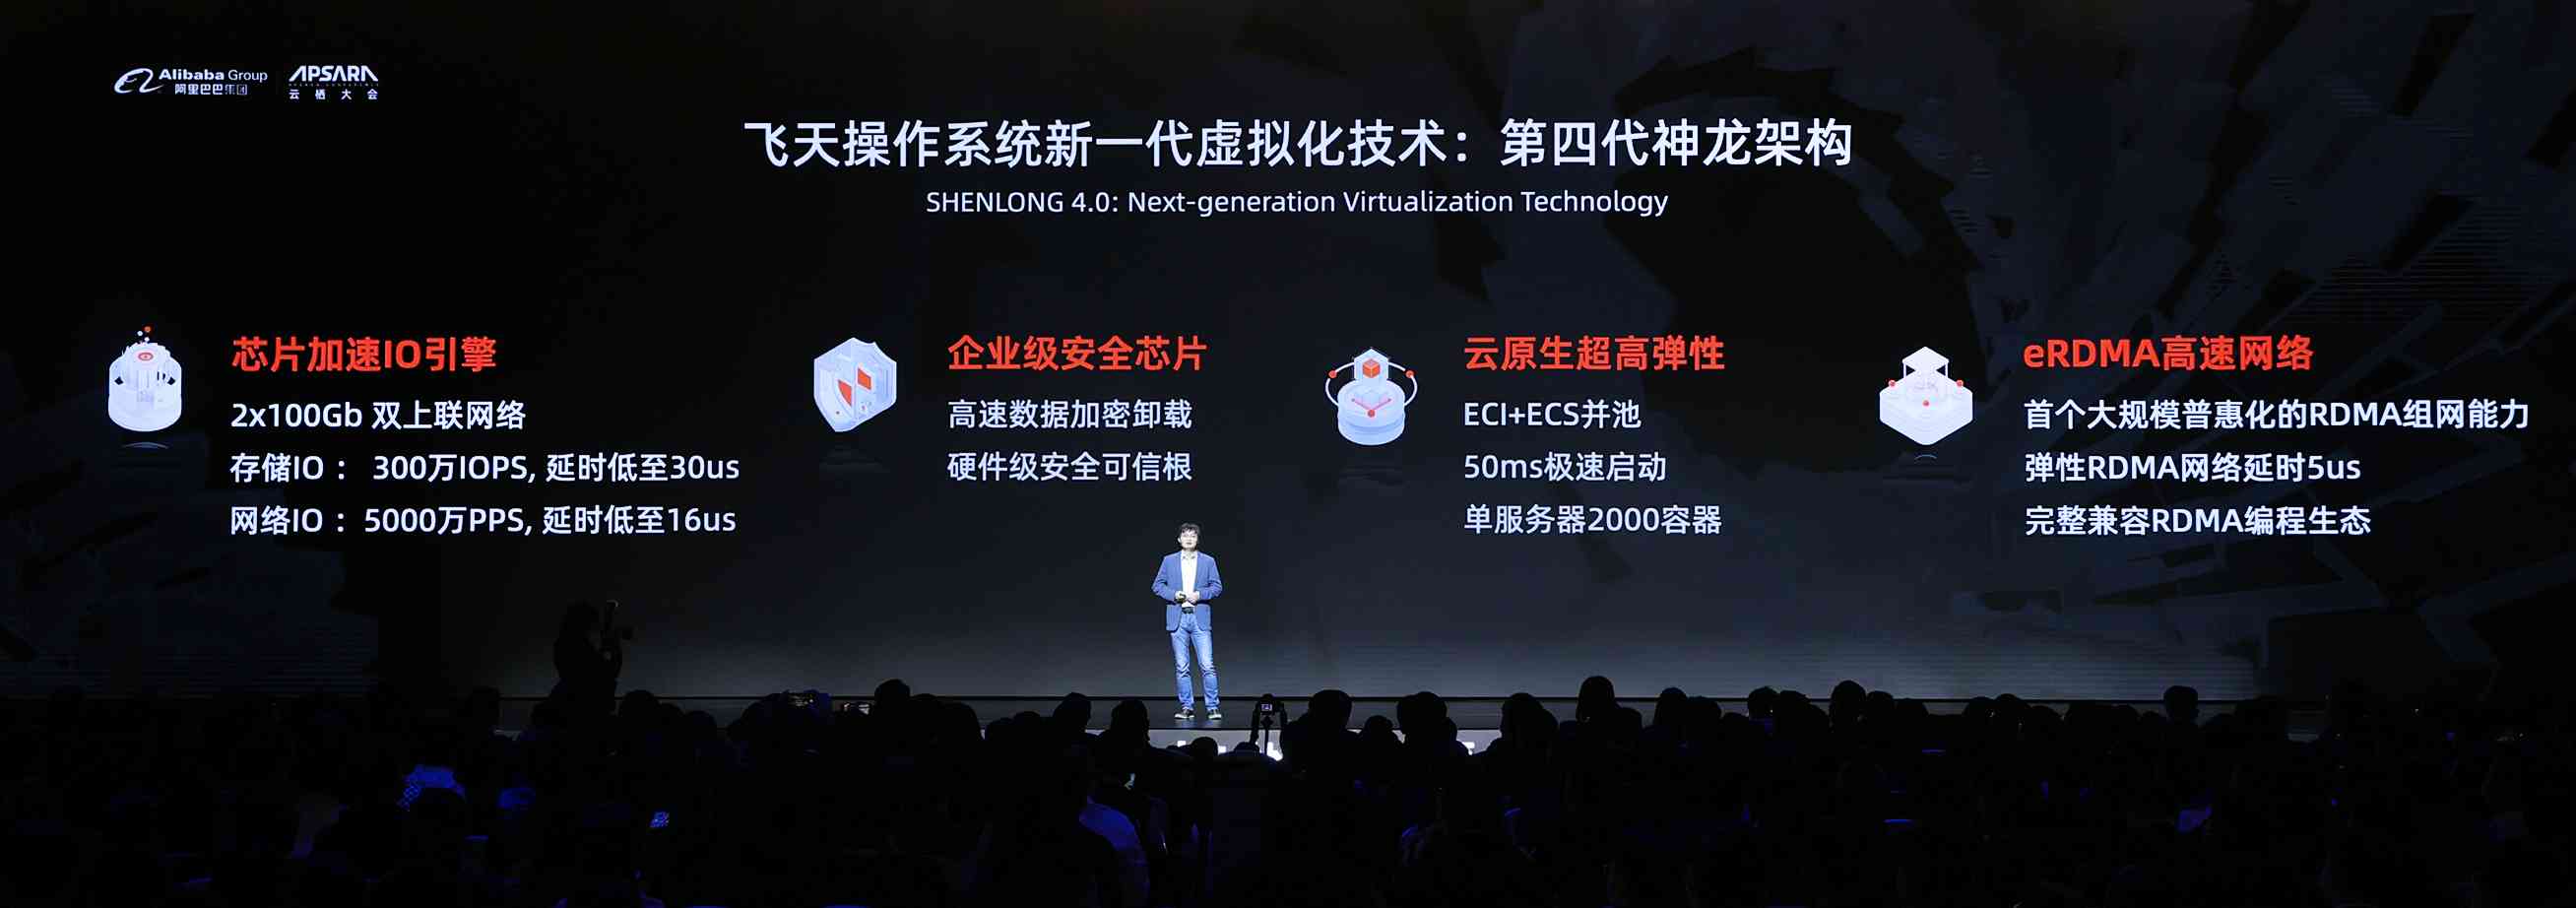 Alibaba Group
阿里巴巴集团
APSARA
云栖大会
飞天操作系统新一代虚拟化技术：第四代神龙架构
SHENLONG 4.0: Next-generation Virtualization Technology
芯片加速IO引擎
2x100Gb 双上联网络
存储IO： 300万IOPS, 延时低至30us
网络IO：5000万PPS, 延时低至16us
企业级安全芯片
高速数据加密卸载
硬件级安全可信根
云原生超高弹性
ECI+ECS并池
50ms极速启动
单服务器2000容器
eRDMA高速网络
首个大规模普惠化的RDMA组网能力
弹性RDMA网络延时5us
完整兼容RDMA编程生态